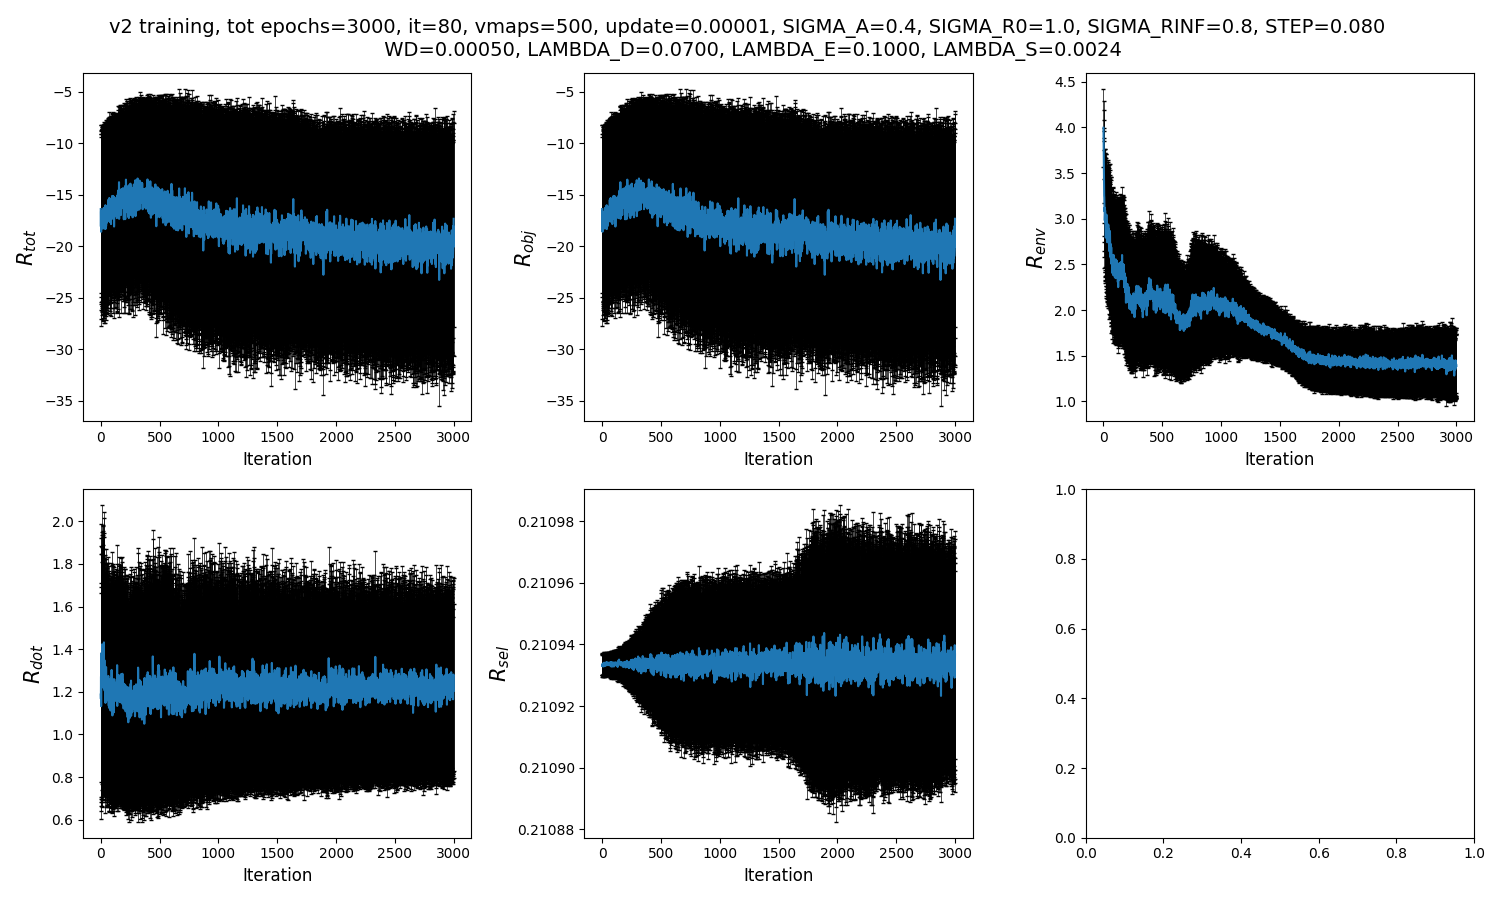 v2 training, tot epochs=3000, it=80, vmaps=500, update=0.00001, SIGMA_A=0.4, SIGMA_R0=1.0, SIGMA_RINF=0.8, STEP=0.080
WD=0.00050, LAMBDA_D=0.0700, LAMBDA_E=0.1000, LAMBDA_S=0.0024
R_tot
−5
−10
−15
−20
−25
−30
−35
0 500 1000 1500 2000 2500 3000
Iteration
R_obj
−5
−10
−15
−20
−25
−30
−35
0 500 1000 1500 2000 2500 3000
Iteration
R_env
4.5
4.0
3.5
3.0
2.5
2.0
1.5
1.0
0 500 1000 1500 2000 2500 3000
Iteration
R_dot
2.0
1.8
1.6
1.4
1.2
1.0
0.8
0.6
0 500 1000 1500 2000 2500 3000
Iteration
R_sel
0.21098
0.21096
0.21094
0.21092
0.21090
0.21088
0 500 1000 1500 2000 2500 3000
Iteration
1.0
0.8
0.6
0.4
0.2
0.0
0.0 0.2 0.4 0.6 0.8 1.0